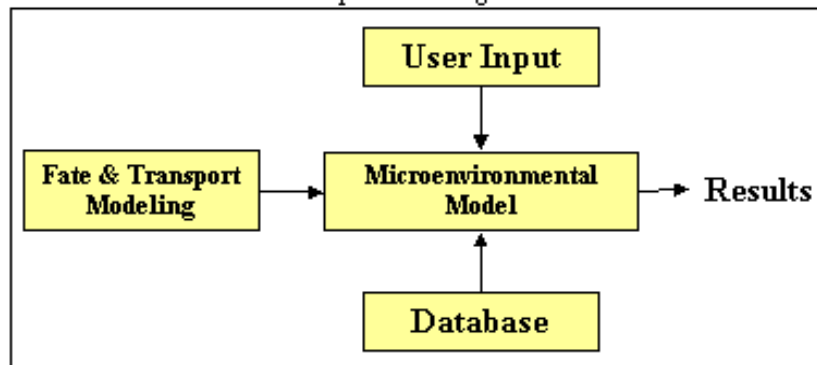 User Input
Fate & Transport
Modeling
Microenvironmental
Model
Results
Database